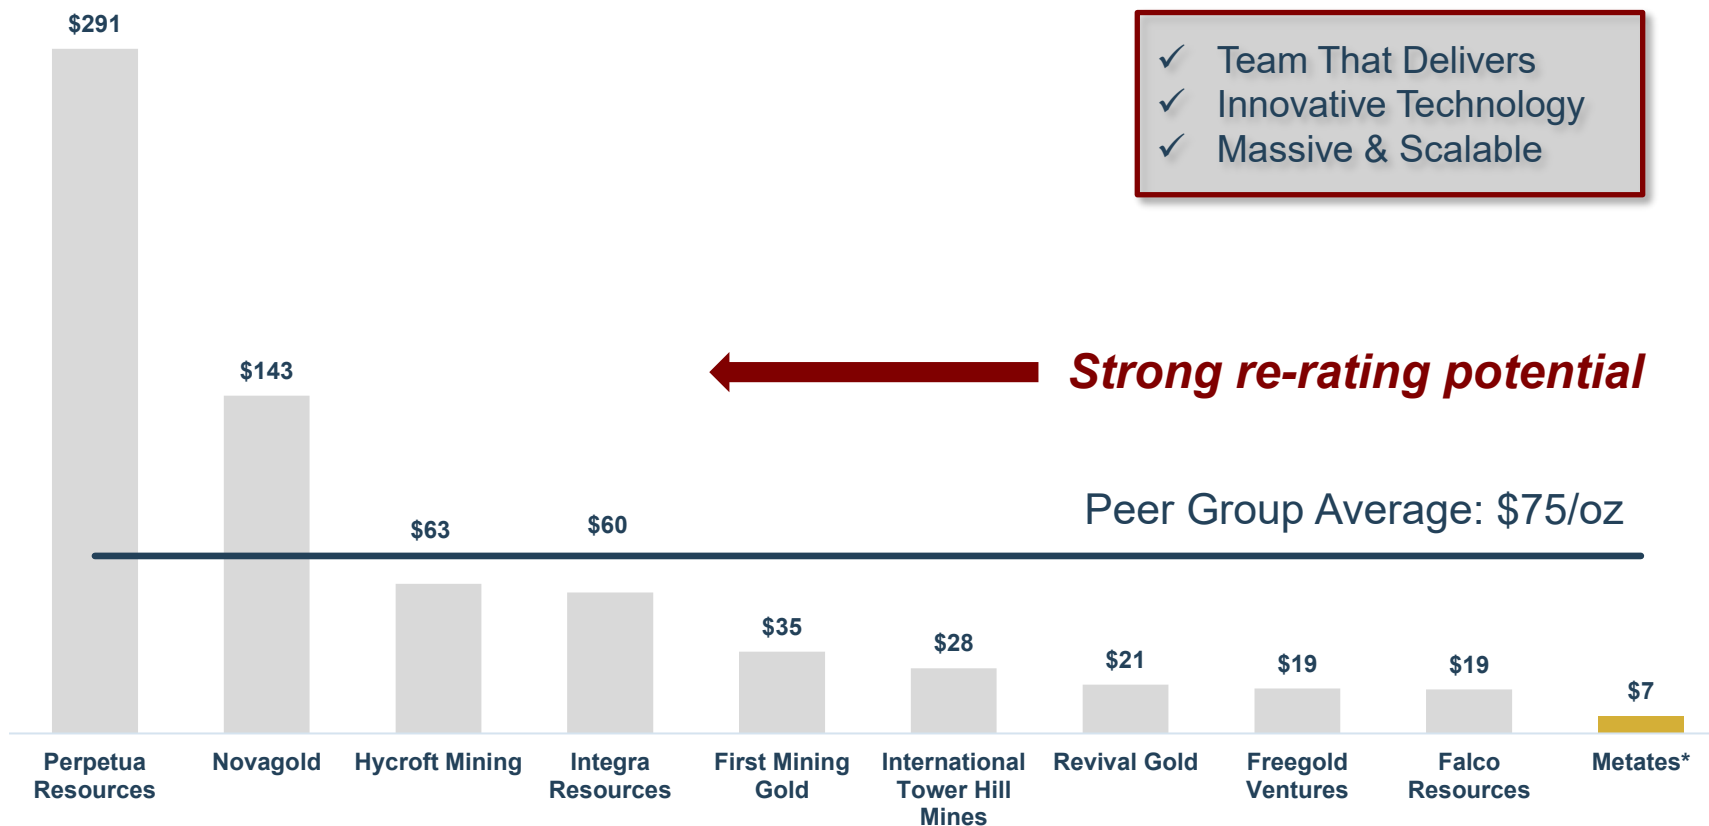 $291
✓ Team That Delivers
✓ Innovative Technology
✓ Massive & Scalable
$143
Strong re-rating potential
Peer Group Average: $75/oz
$63
$60
$35
$28
$21
$19
$19
$7
Perpetua
Resources
Novagold
Hycroft Mining
Integra
Resources
First Mining
Gold
International
Tower Hill
Mines
Revival Gold
Freegold
Ventures
Falco
Resources
Metates*